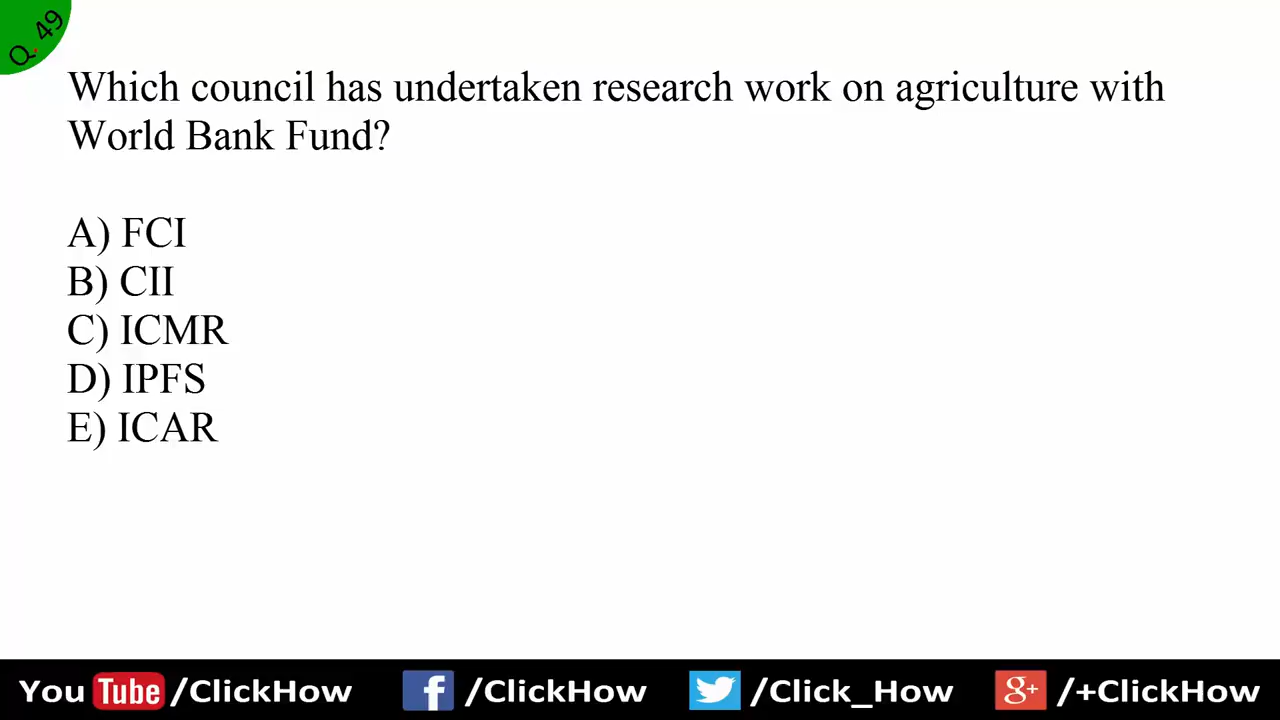 Q. 49
Which council has undertaken research work on agriculture with
World Bank Fund?
A) FCI
B) CII
C) ICMR
D) IPFS
E) ICAR
You Tube /ClickHow f /ClickHow /Click_How g+ /+ClickHow